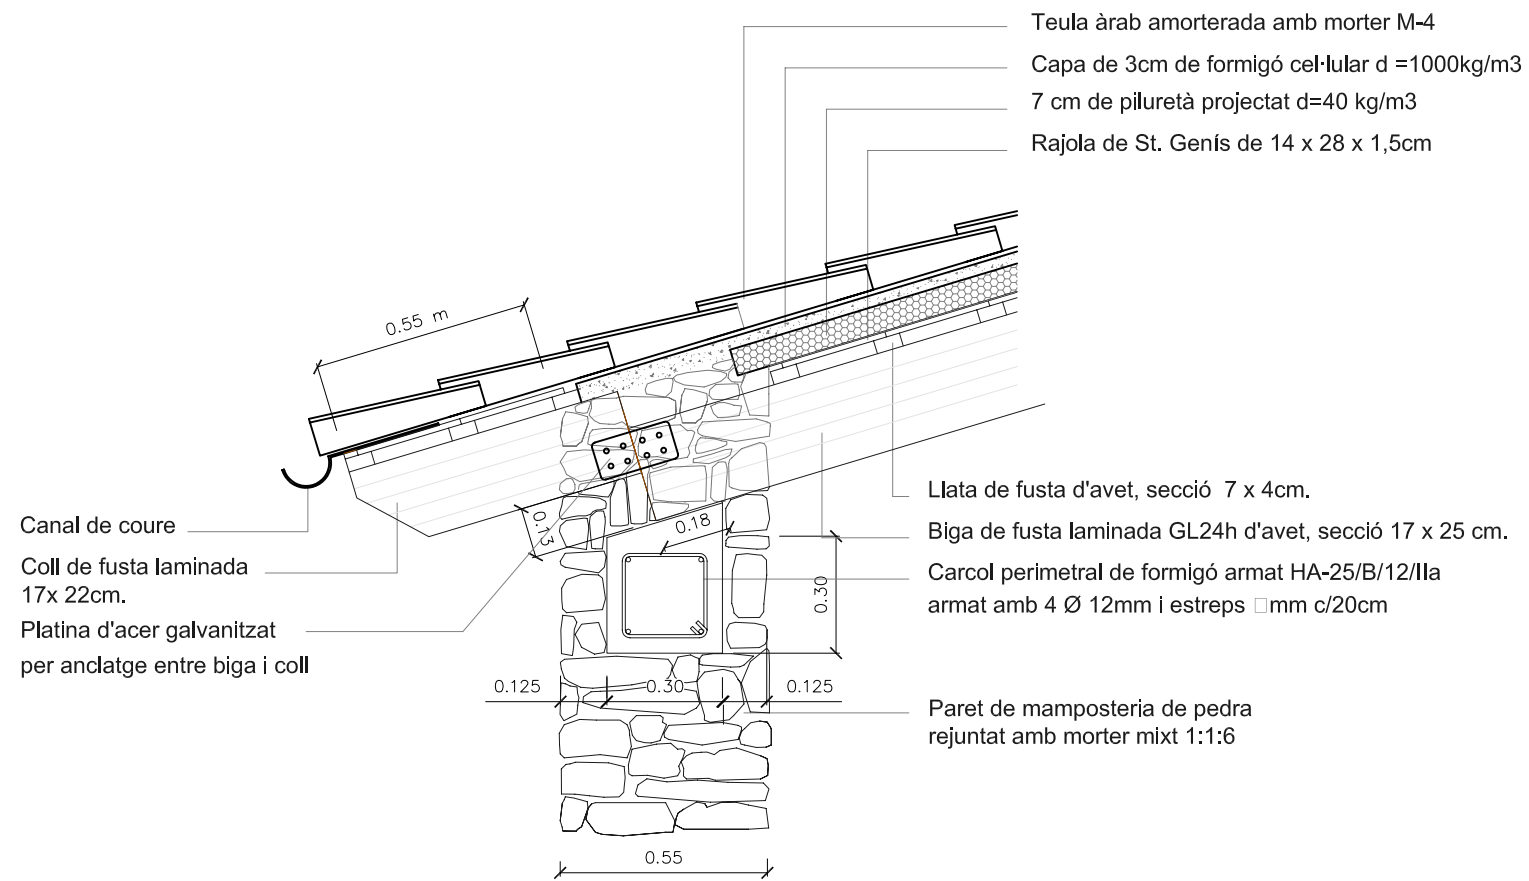 Teula àrab amorterada amb morter M-4
Capa de 3cm de formigó cel·lular d =1000kg/m3
7 cm de piluretà projectat d=40 kg/m3
Rajola de St. Genís de 14 x 28 x 1,5cm
0.55 m
Canal de coure
Coll de fusta laminada
17x 22cm.
Platina d'acer galvanitzat
per anclatge entre biga i coll
0.13
0.18
0.30
Llata de fusta d'avet, secció 7 x 4cm.
Biga de fusta laminada GL24h d'avet, secció 17 x 25 cm.
Carcol perimetral de formigó armat HA-25/B/12/IIa
armat amb 4 Ø 12mm i estreps □mm c/20cm
0.125
0.30
0.125
Paret de mamposteria de pedra
rejuntat amb morter mixt 1:1:6
0.55